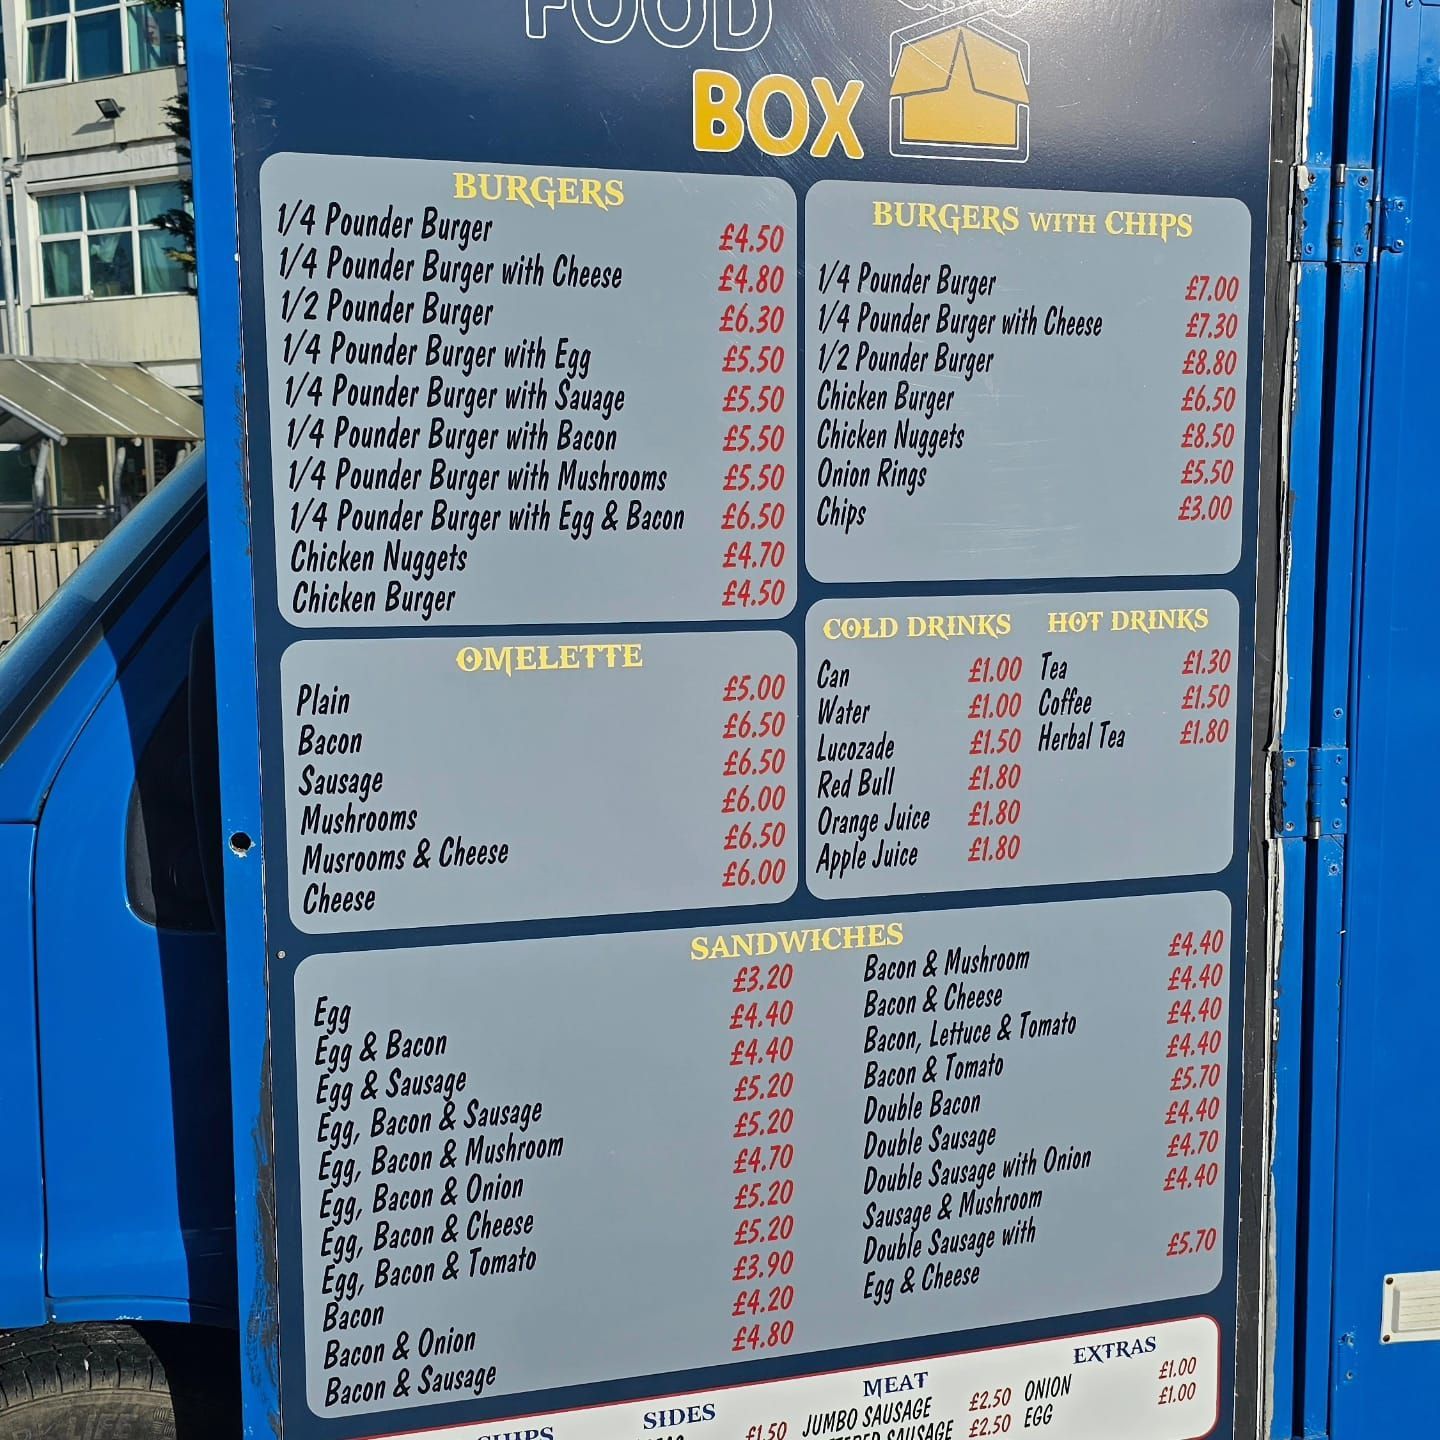 FOOD
BOX
BURGERS
1/4 Pounder Burger £4.50
1/4 Pounder Burger with Cheese £4.80
1/2 Pounder Burger £6.30
1/4 Pounder Burger with Egg £5.50
1/4 Pounder Burger with Sauage £5.50
1/4 Pounder Burger with Bacon £5.50
1/4 Pounder Burger with Mushrooms £5.50
1/4 Pounder Burger with Egg & Bacon £6.50
Chicken Nuggets £4.70
Chicken Burger £4.50
BURGERS WITH CHIPS
1/4 Pounder Burger £7.00
1/4 Pounder Burger with Cheese £7.30
1/2 Pounder Burger £8.80
Chicken Burger £6.50
Chicken Nuggets £8.50
Onion Rings £5.50
Chips £3.00
OMELETTE
Plain £5.00
Bacon £6.50
Sausage £6.50
Mushrooms £6.00
Musrooms & Cheese £6.50
Cheese £6.00
COLD DRINKS
Can £1.00
Water £1.00
Lucozade £1.50
Red Bull £1.80
Orange Juice £1.80
Apple Juice £1.80
HOT DRINKS
Tea £1.30
Coffee £1.50
Herbal Tea £1.80
SANDWICHES
Egg £3.20
Egg & Bacon £4.40
Egg & Sausage £4.40
Egg, Bacon & Sausage £5.20
Egg, Bacon & Mushroom £5.20
Egg, Bacon & Onion £4.70
Egg, Bacon & Cheese £5.20
Egg, Bacon & Tomato £5.20
Bacon £3.90
Bacon & Onion £4.20
Bacon & Sausage £4.80
Bacon & Mushroom £4.40
Bacon & Cheese £4.40
Bacon, Lettuce & Tomato £4.40
Bacon & Tomato £4.40
Double Bacon £5.70
Double Sausage £4.40
Double Sausage with Onion £4.70
Sausage & Mushroom £4.40
Double Sausage with
Egg & Cheese £5.70
CHIPS
SIDES
£1.50
MEAT
JUMBO SAUSAGE £2.50
SAUSAGE £2.50
EXTRAS
ONION £1.00
EGG £1.00